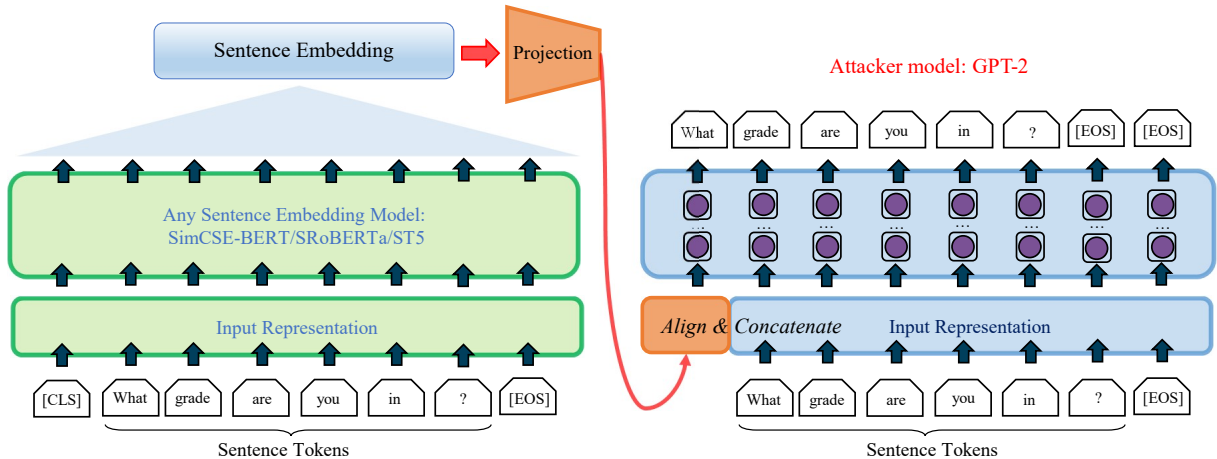 Sentence Embedding
Projection
Any Sentence Embedding Model:
SimCSE-BERT/SRoBERTa/ST5
Input Representation
[CLS] What grade are you in ? [EOS]
Sentence Tokens
Attacker model: GPT-2
What grade are you in ? [EOS] [EOS]
... ... ... ... ... ... ... ...
Align & Concatenate Input Representation
What grade are you in ? [EOS]
Sentence Tokens